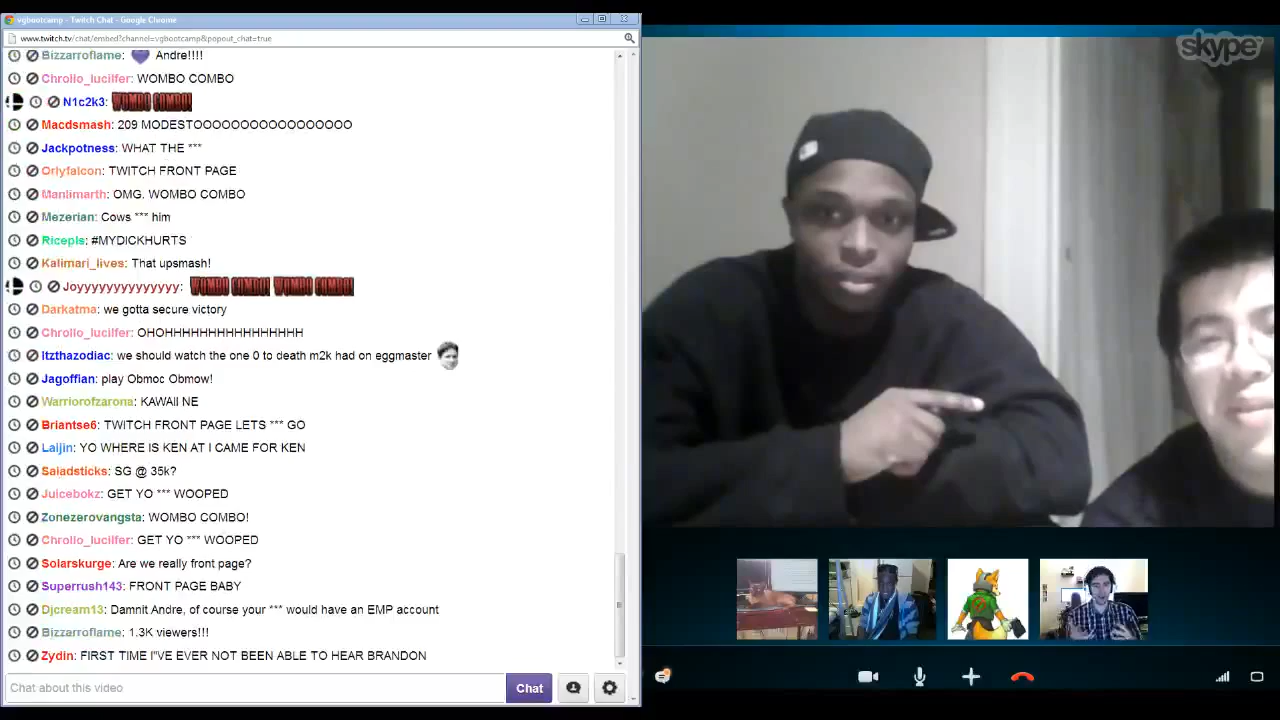 vgbootcamp - Twitch Chat - Google Chrome
www.twitch.tv/chat/embed?channel=vgbootcamp&popout_chat=true
Bizzarroflame: Andre!!!!
Chrollo_lucilfer: WOMBO COMBO
N1c2k3: WOMBO COMBO!
Macdsmash: 209 MODESTOOOOOOOOOOOOOOOOO
Jackpotness: WHAT THE ***
Orlyfalcon: TWITCH FRONT PAGE
Manlimarth: OMG. WOMBO COMBO
Mezerian: Cows *** him
Ricepls: #MYDICKHURTS
Kalimari_lives: That upsmash!
Joyyyyyyyyyyyyyy: WOMBO COMBO! WOMBO COMBO!
Darkatma: we gotta secure victory
Chrollo_lucilfer: OHOHHHHHHHHHHHHHHHH
Itzthazodiac: we should watch the one 0 to death m2k had on eggmaster
Jagoffian: play Obmoc Obmow!
Warriorofzarona: KAWAII NE
Briantse6: TWITCH FRONT PAGE LETS *** GO
Laijin: YO WHERE IS KEN AT I CAME FOR KEN
Saladsticks: SG @ 35k?
Juicebokz: GET YO *** WOOPED
Zonezerovangsta: WOMBO COMBO!
Chrollo_lucilfer: GET YO *** WOOPED
Solarskurge: Are we really front page?
Superrush143: FRONT PAGE BABY
Djcream13: Damnit Andre, of course your *** would have an EMP account
Bizzarroflame: 1.3K viewers!!!
Zydin: FIRST TIME I"VE EVER NOT BEEN ABLE TO HEAR BRANDON
Chat about this video
Chat
skype